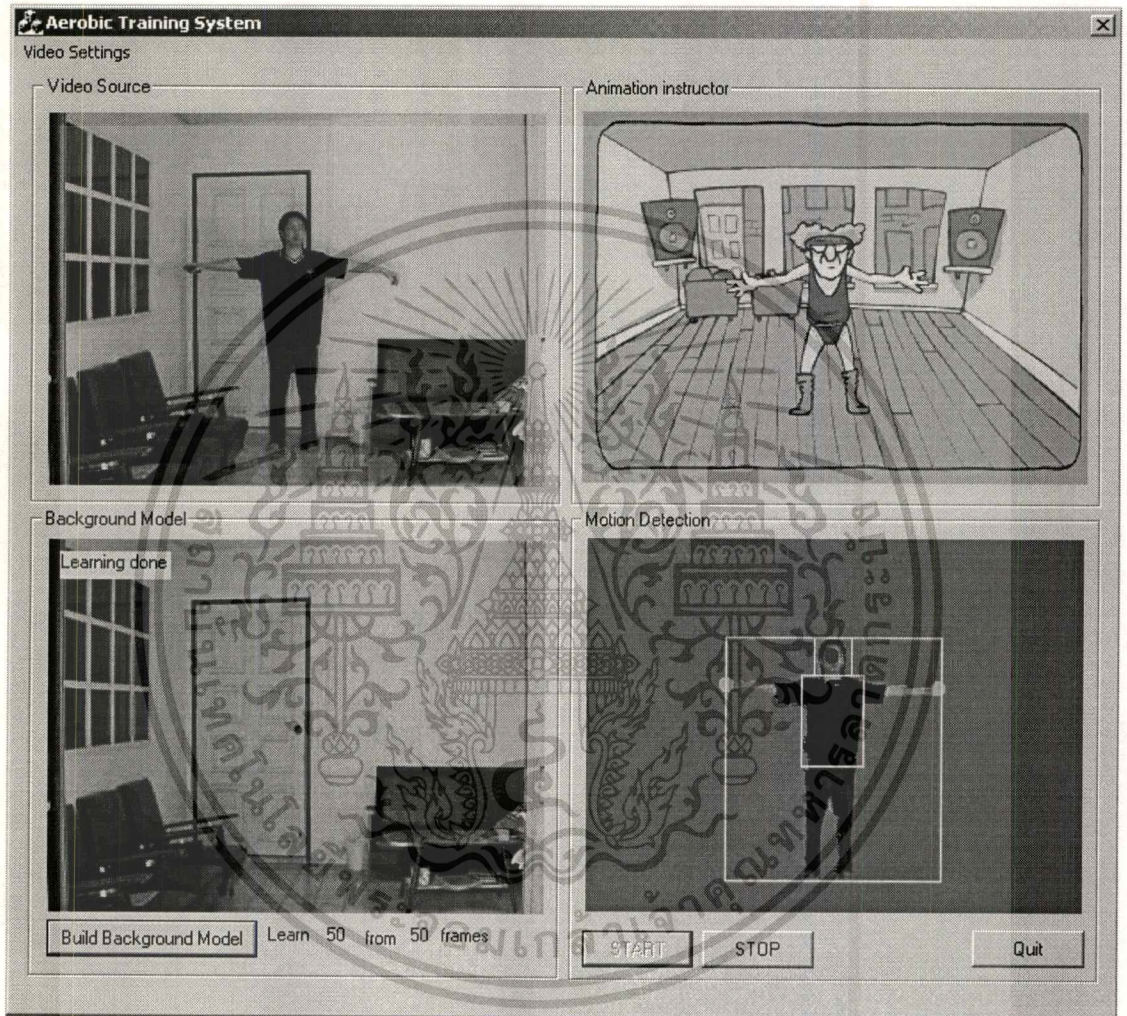 Aerobic Training System
Video Settings
Video Source
Animation instructor
Background Model
Learning done
Build Background Model
Learn 50 from 50 frames
Motion Detection
START
STOP
Quit